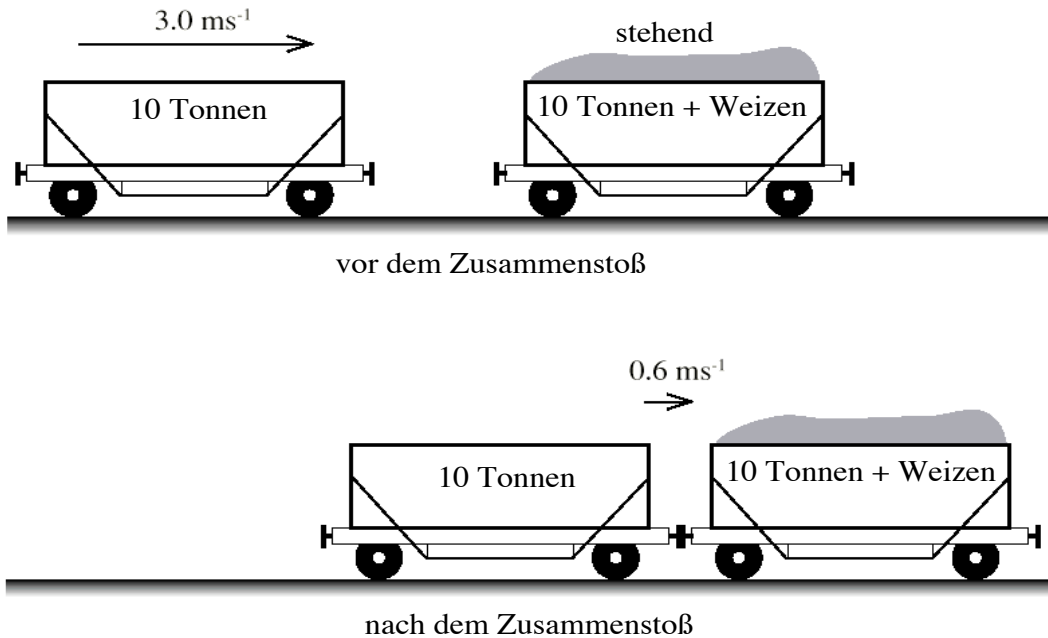 3.0 ms⁻¹
stehend
10 Tonnen
10 Tonnen + Weizen
vor dem Zusammenstoß
0.6 ms⁻¹
10 Tonnen
10 Tonnen + Weizen
nach dem Zusammenstoß